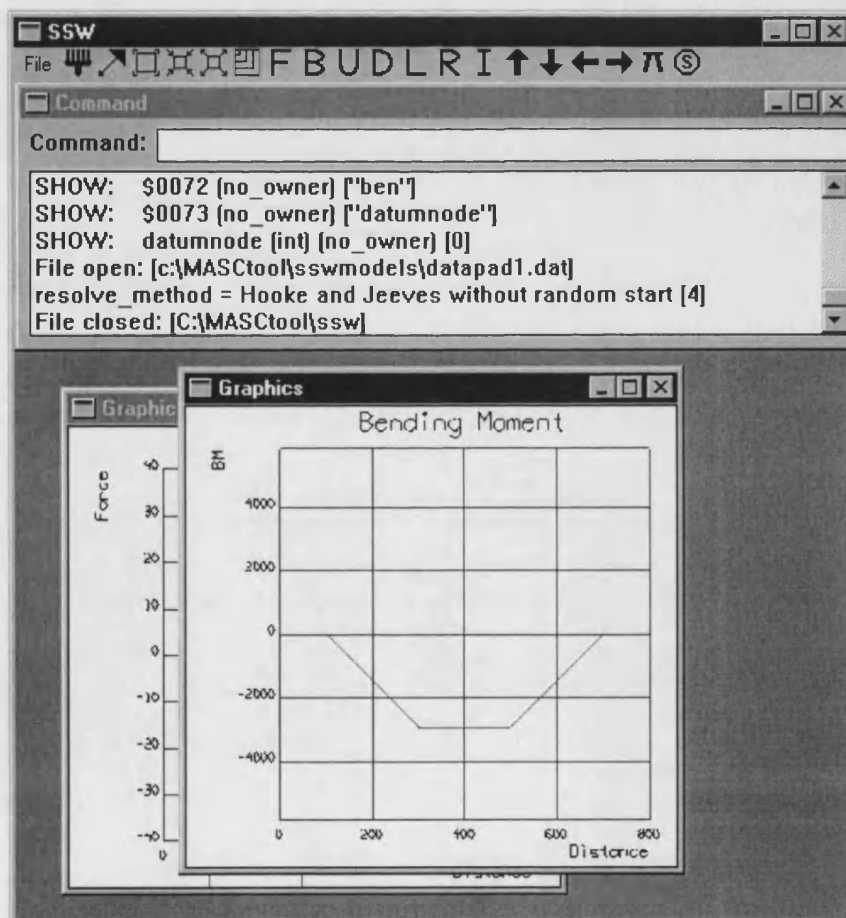 SSW
File F B U D L R I π S
Command
Command:
SHOW: $0072 (no_owner) ["ben"]
SHOW: $0073 (no_owner) ["datumnode"]
SHOW: datumnode (int) (no_owner) [0]
File open: [c:\MASCtool\sswmodels\datapad1.dat]
resolve_method = Hooke and Jeeves without random start [4]
File closed: [C:\MASCtool\ssw]
Graphic
Force
40
30
20
10
0
-10
-20
-30
-40
0
Distance
Graphics
Bending Moment
BM
4000
2000
0
-2000
-4000
0 200 400 600 800
Distance